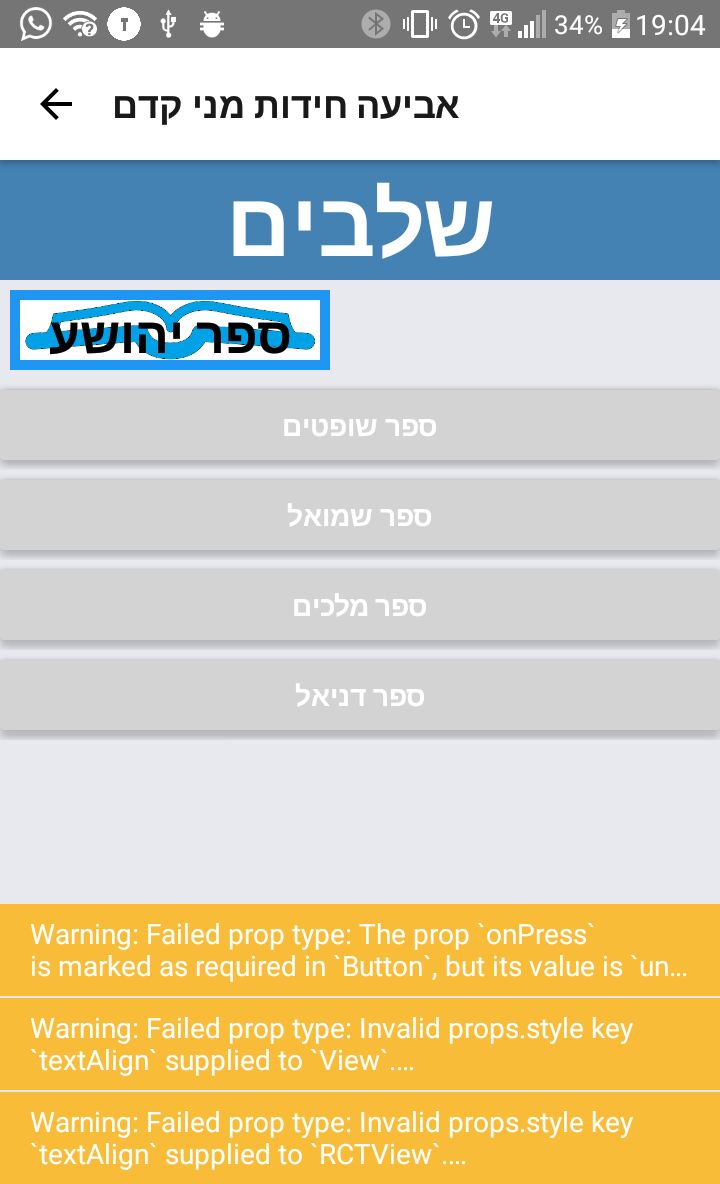 34% 19:04
4G
T
?
אביעה חידות מני קדם
שלבים
ספר יהושע
ספר שופטים
ספר שמואל
ספר מלכים
ספר דניאל
Warning: Failed prop type: The prop `onPress`
is marked as required in `Button`, but its value is `un...
Warning: Failed prop type: Invalid props.style key
`textAlign` supplied to `View`....
Warning: Failed prop type: Invalid props.style key
`textAlign` supplied to `RCTView`....